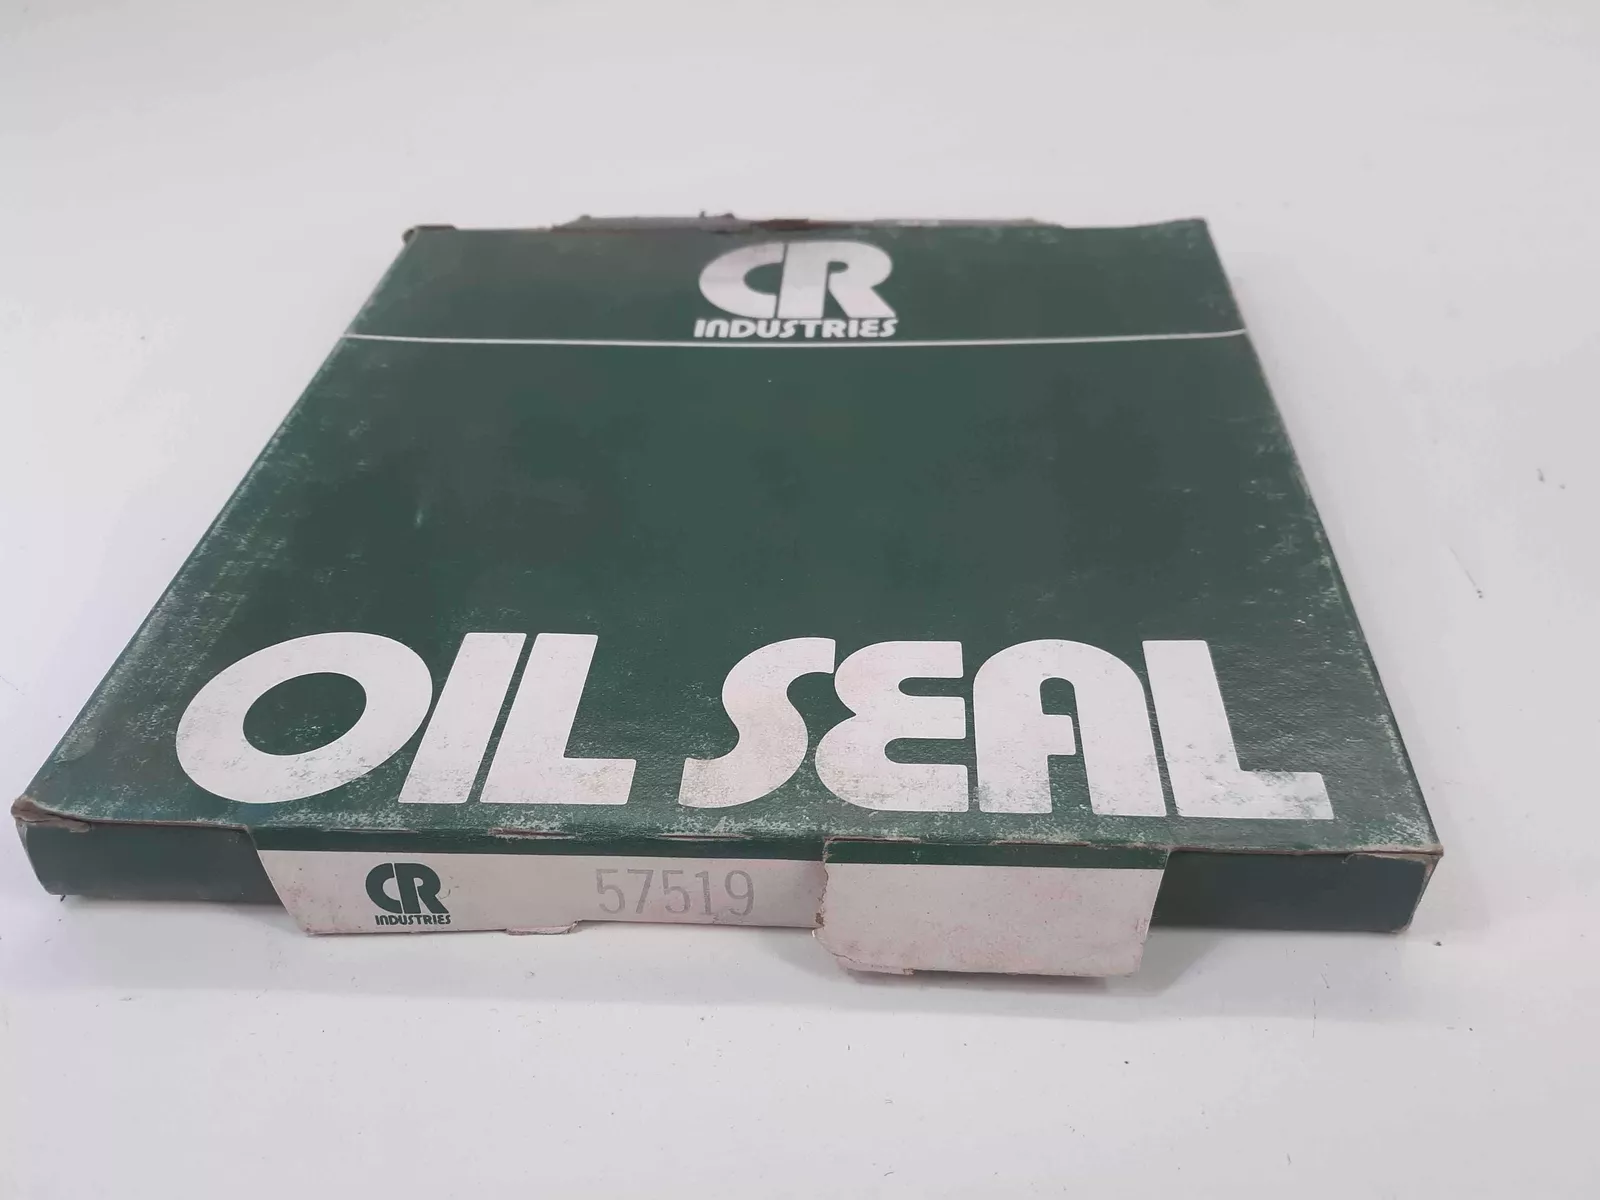 CR
INDUSTRIES
OIL SEAL
CR
INDUSTRIES
57519